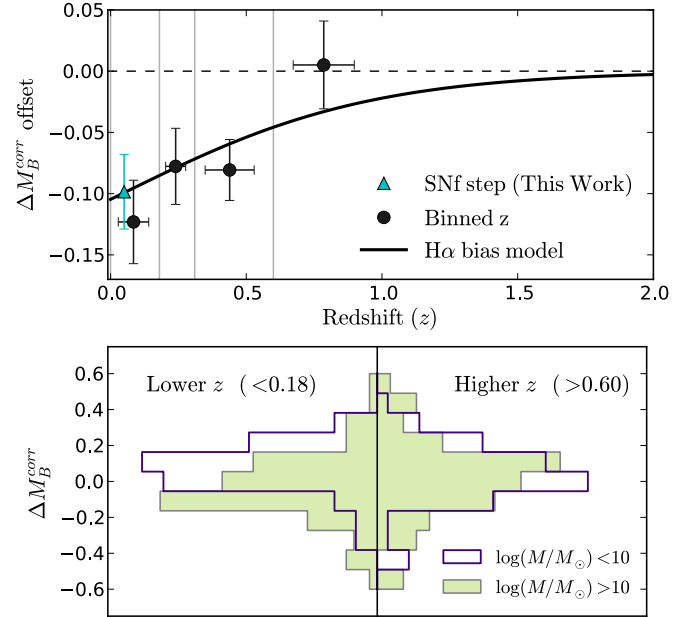 0.05
0.00
−0.05
−0.10
−0.15
ΔM_B^{corr} offset
SNf step (This Work)
Binned z
Hα bias model
0.0 0.5 1.0 1.5 2.0
Redshift (z)
0.6
0.4
0.2
0.0
−0.2
−0.4
−0.6
ΔM_B^{corr}
Lower z (<0.18) Higher z (>0.60)
log(M/M_⊙)<10
log(M/M_⊙)>10